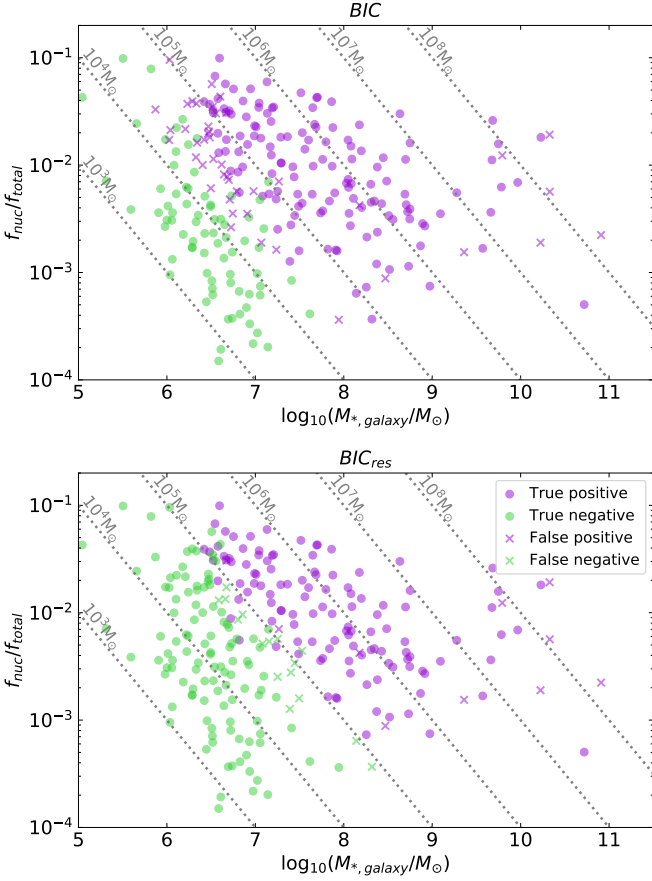 BIC
10⁻¹
10⁻²
10⁻³
10⁻⁴
f_nuc/f_total
10³M⊙
10⁴M⊙
10⁵M⊙
10⁶M⊙
10⁷M⊙
10⁸M⊙
5 6 7 8 9 10 11
log₁₀(M_*,galaxy/M⊙)
BIC_res
10⁻¹
10⁻²
10⁻³
10⁻⁴
f_nuc/f_total
10³M⊙
10⁴M⊙
10⁵M⊙
10⁶M⊙
10⁷M⊙
10⁸M⊙
True positive
True negative
False positive
False negative
5 6 7 8 9 10 11
log₁₀(M_*,galaxy/M⊙)